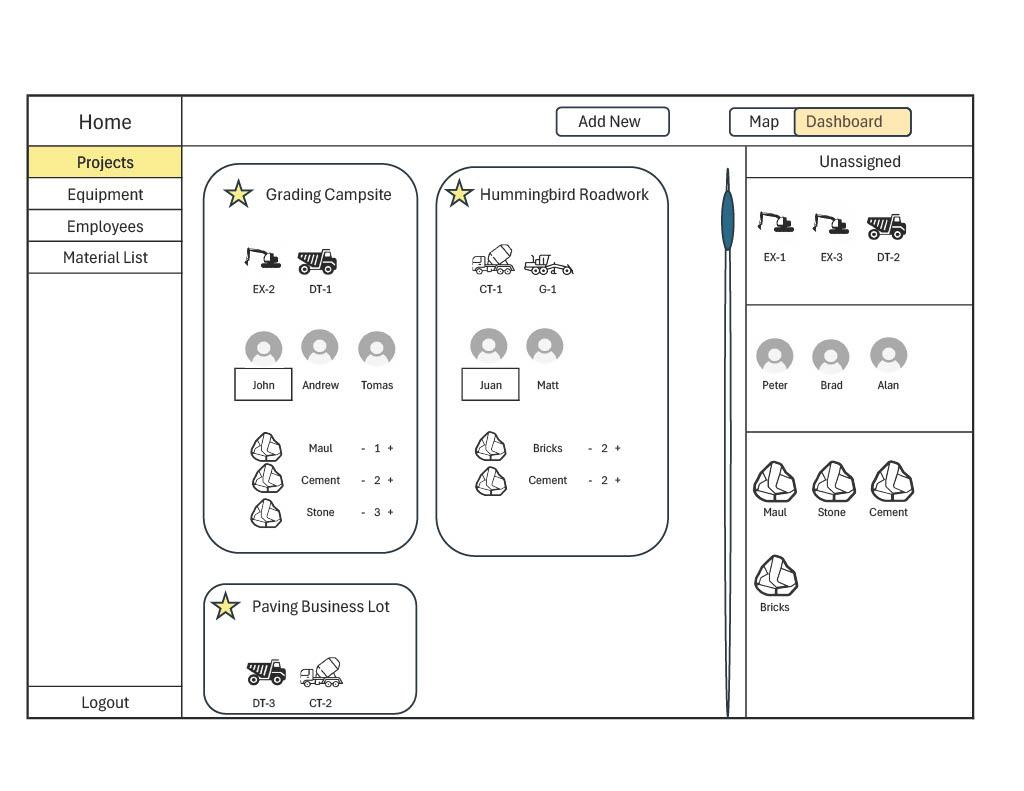 Home
Add New
Map
Dashboard
Projects
Equipment
Employees
Material List
Logout
Grading Campsite
EX-2 DT-1
John Andrew Tomas
Maul - 1 +
Cement - 2 +
Stone - 3 +
Hummingbird Roadwork
CT-1 G-1
Juan Matt
Bricks - 2 +
Cement - 2 +
Paving Business Lot
DT-3 CT-2
Unassigned
EX-1 EX-3 DT-2
Peter Brad Alan
Maul Stone Cement
Bricks